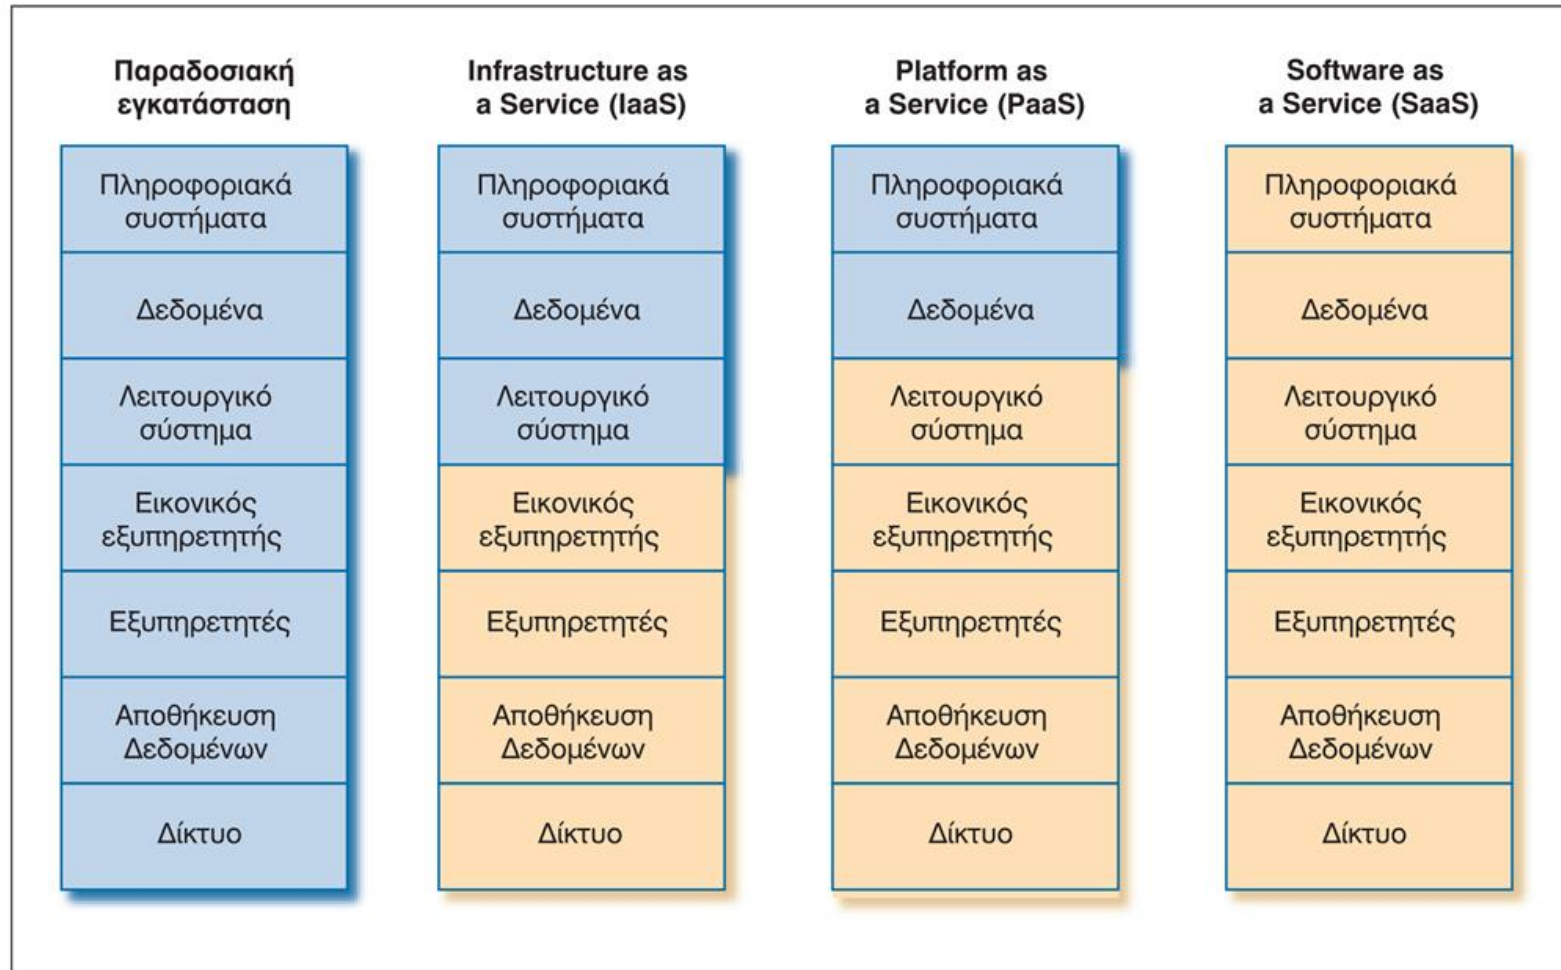 Παραδοσιακή
εγκατάσταση
Πληροφοριακά
συστήματα
Δεδομένα
Λειτουργικό
σύστημα
Εικονικός
εξυπηρετητής
Εξυπηρετητές
Αποθήκευση
Δεδομένων
Δίκτυο
Infrastructure as
a Service (IaaS)
Πληροφοριακά
συστήματα
Δεδομένα
Λειτουργικό
σύστημα
Εικονικός
εξυπηρετητής
Εξυπηρετητές
Αποθήκευση
Δεδομένων
Δίκτυο
Platform as
a Service (PaaS)
Πληροφοριακά
συστήματα
Δεδομένα
Λειτουργικό
σύστημα
Εικονικός
εξυπηρετητής
Εξυπηρετητές
Αποθήκευση
Δεδομένων
Δίκτυο
Software as
a Service (SaaS)
Πληροφοριακά
συστήματα
Δεδομένα
Λειτουργικό
σύστημα
Εικονικός
εξυπηρετητής
Εξυπηρετητές
Αποθήκευση
Δεδομένων
Δίκτυο